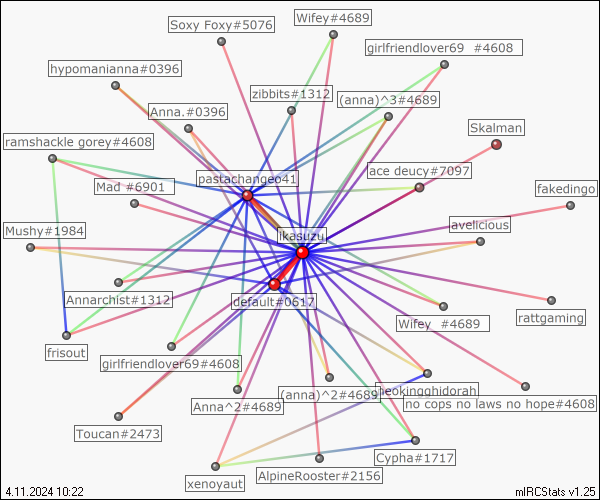 Soxy Foxy#5076
Wifey#4689
girlfriendlover69 #4608
hypomanianna#0396
zibbits#1312
(anna)^3#4689
Anna.#0396
Skalman
ramshackle gorey#4608
ace deucy#7097
pastachangeo41
Mad #6901
fakedingo
Mushy#1984
ikasuzu
avelicious
Annarchist#1312
default#0617
rattgaming
Wifey #4689
frisout
girlfriendlover69#4608
(anna)^2#4689
no cops no laws no hope#4608
Anna^2#4689
Toucan#2473
Cypha#1717
xenoyaut
AlpineRooster#2156
4.11.2024 10:22
mIRCStats v1.25